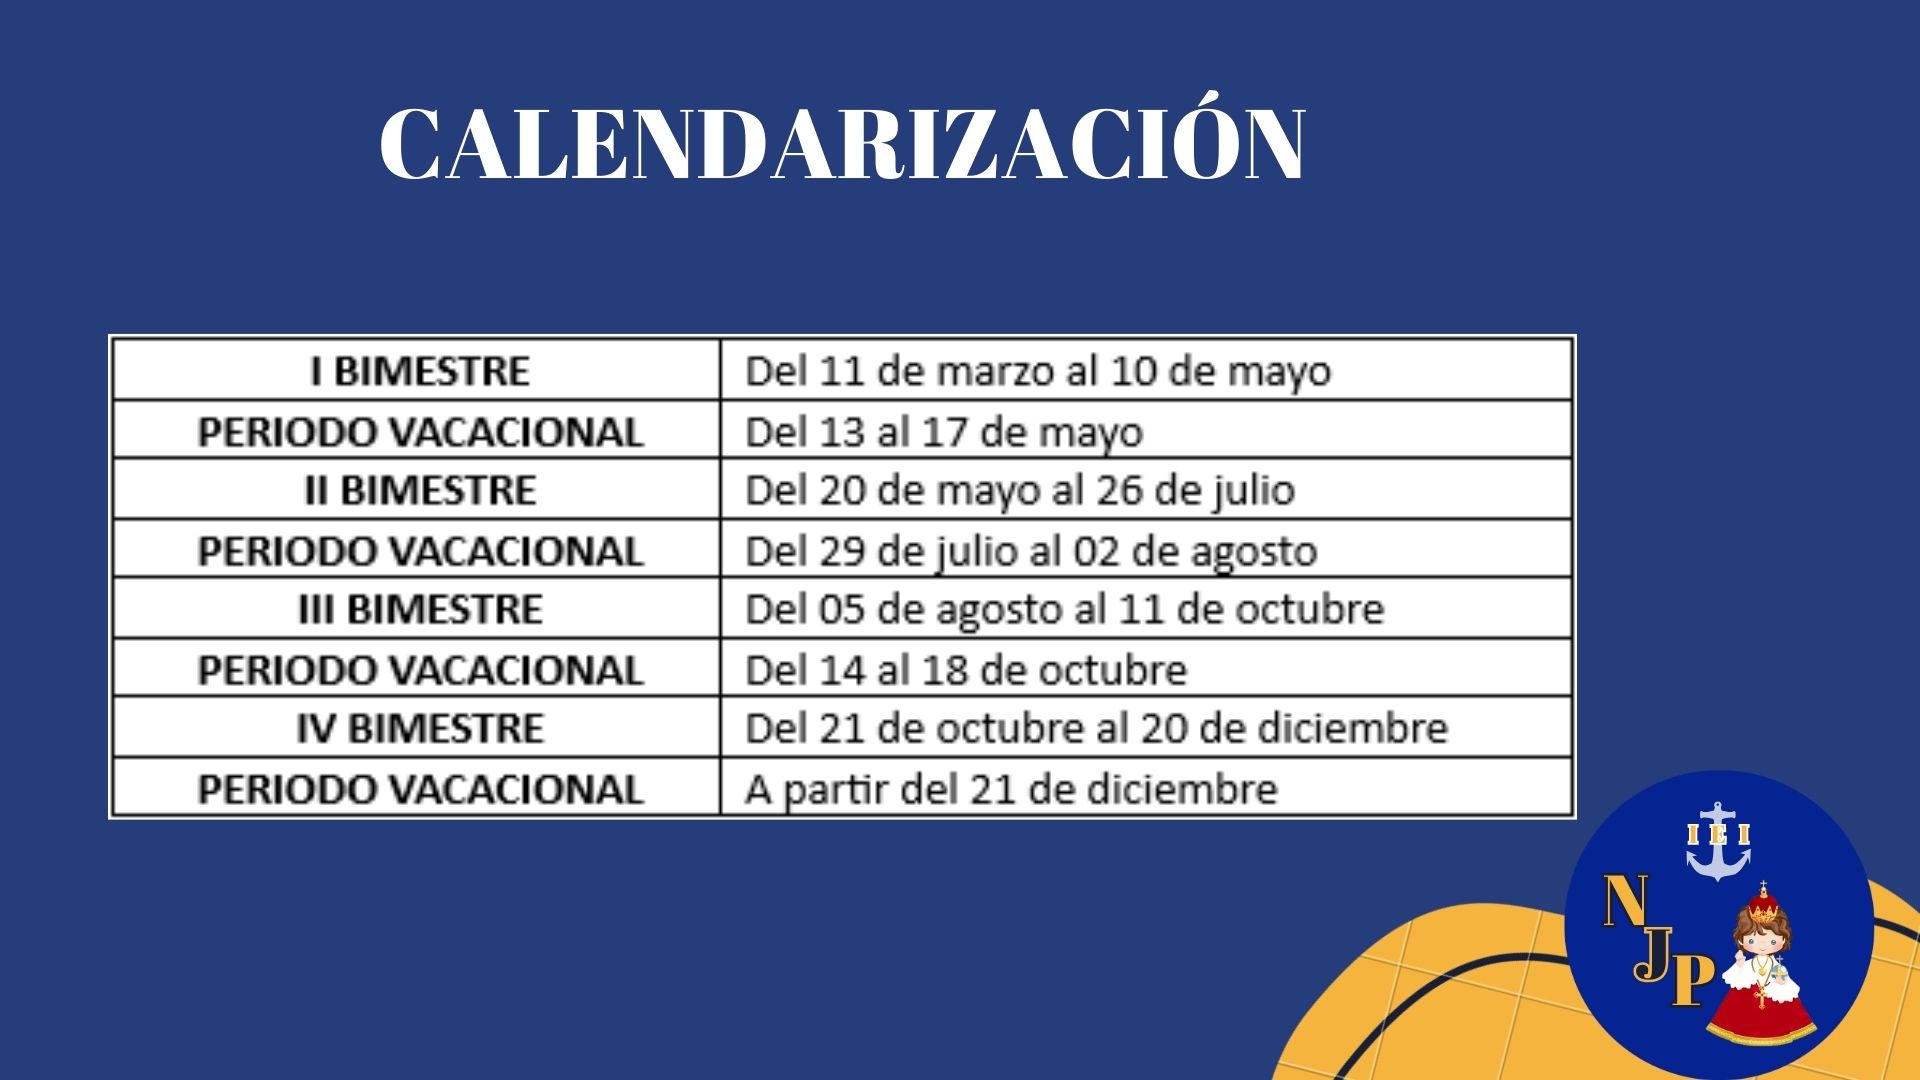 CALENDARIZACIÓN
I BIMESTRE Del 11 de marzo al 10 de mayo
PERIODO VACACIONAL Del 13 al 17 de mayo
II BIMESTRE Del 20 de mayo al 26 de julio
PERIODO VACACIONAL Del 29 de julio al 02 de agosto
III BIMESTRE Del 05 de agosto al 11 de octubre
PERIODO VACACIONAL Del 14 al 18 de octubre
IV BIMESTRE Del 21 de octubre al 20 de diciembre
PERIODO VACACIONAL A partir del 21 de diciembre
I E I
N
J
P